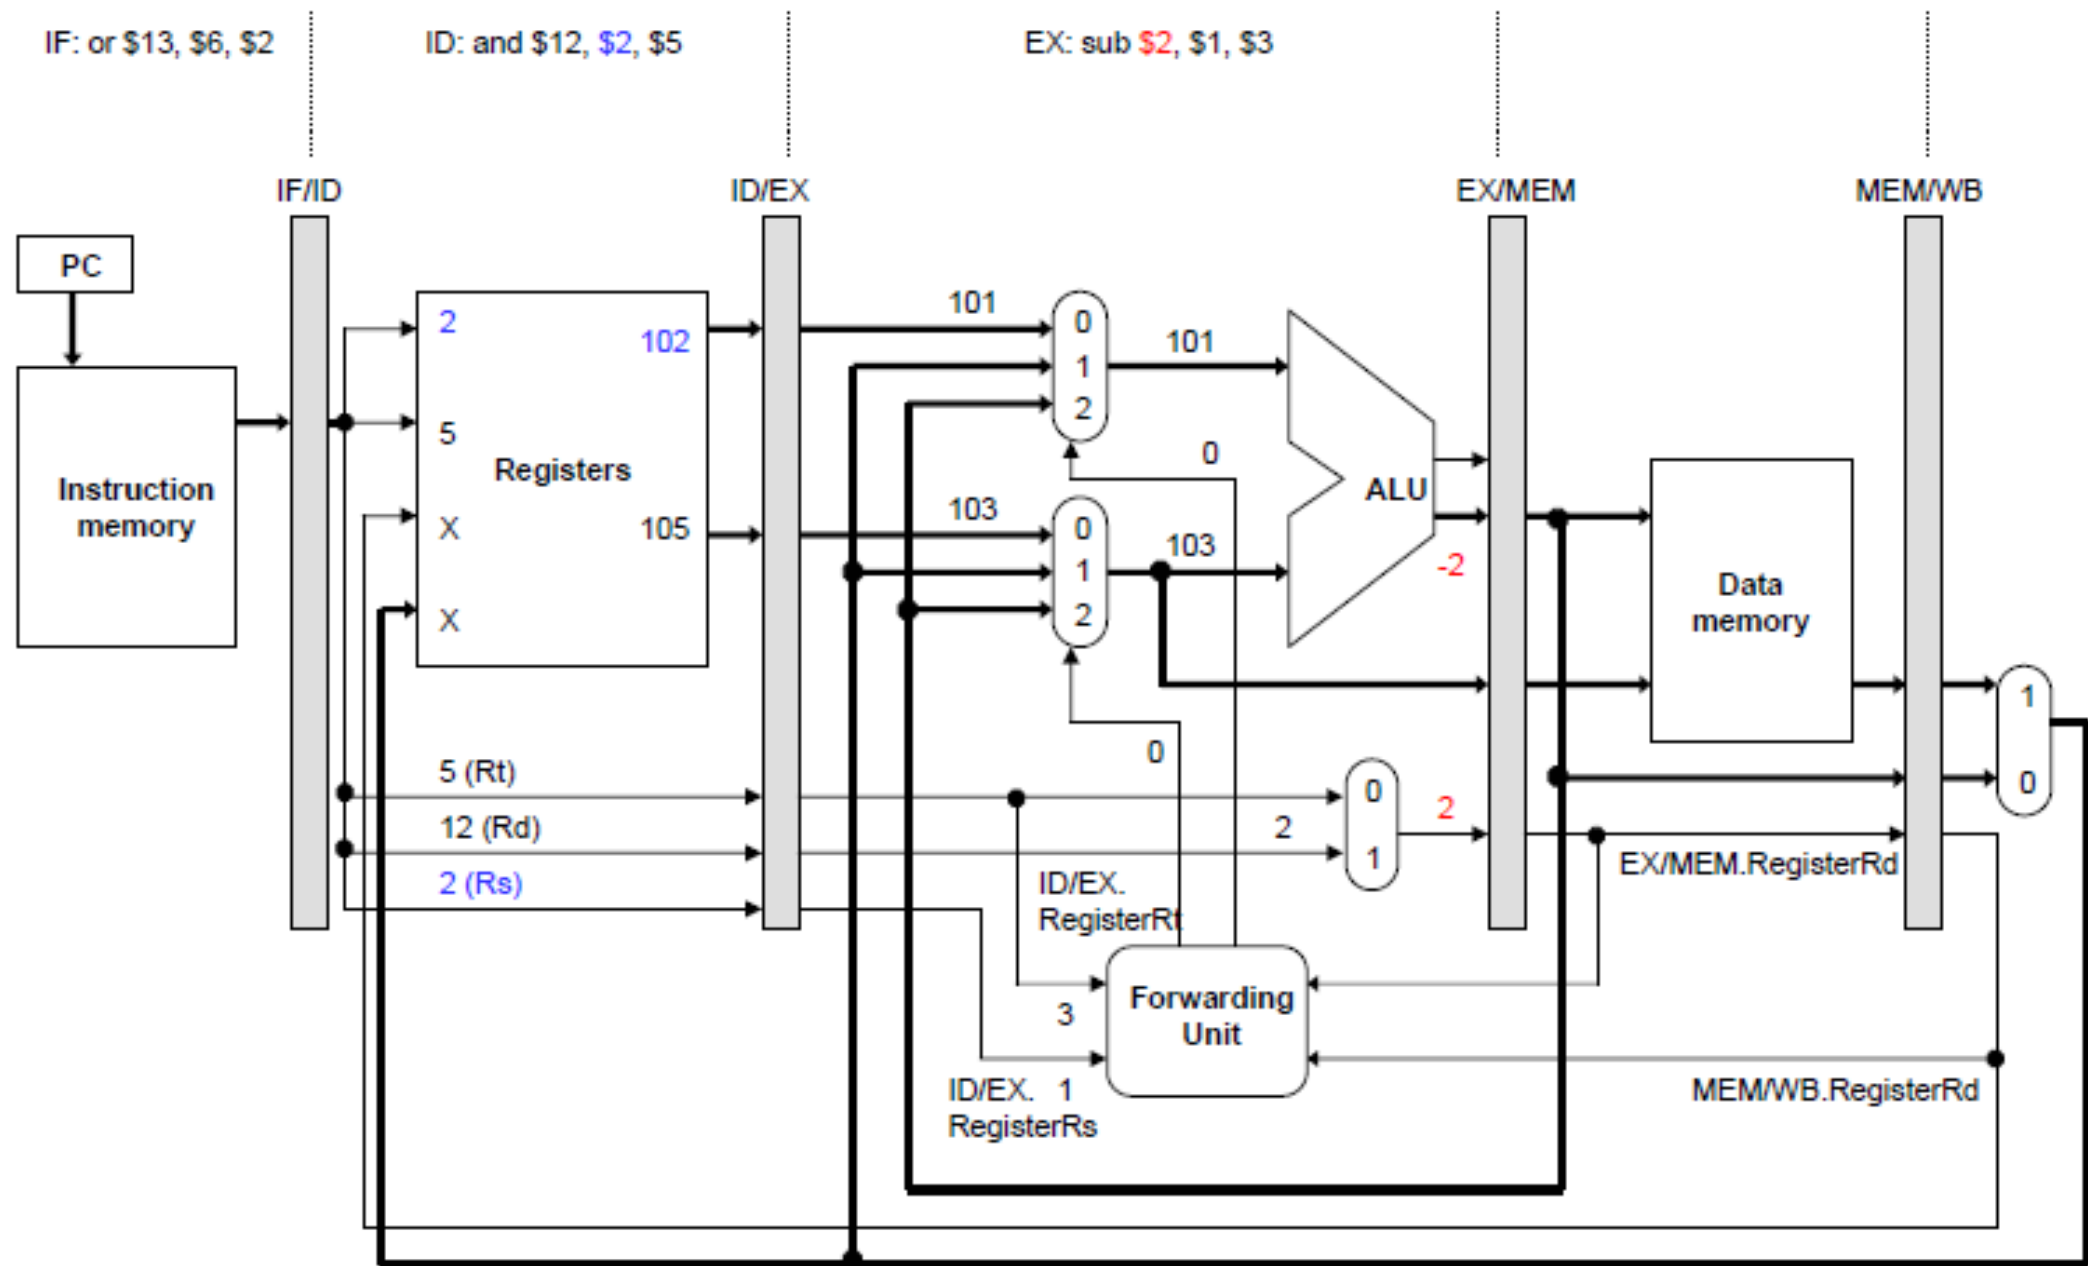 IF: or $13, $6, $2
ID: and $12, $2, $5
EX: sub $2, $1, $3
IF/ID
ID/EX
EX/MEM
MEM/WB
PC
Instruction
memory
2
102
5
Registers
X
105
X
101
0
1
2
101
0
103
0
1
2
103
0
ALU
-2
Data
memory
1
0
5 (Rt)
12 (Rd)
2 (Rs)
2
0
1
2
EX/MEM.RegisterRd
ID/EX.
RegisterRt
3
Forwarding
Unit
ID/EX. 1
RegisterRs
MEM/WB.RegisterRd